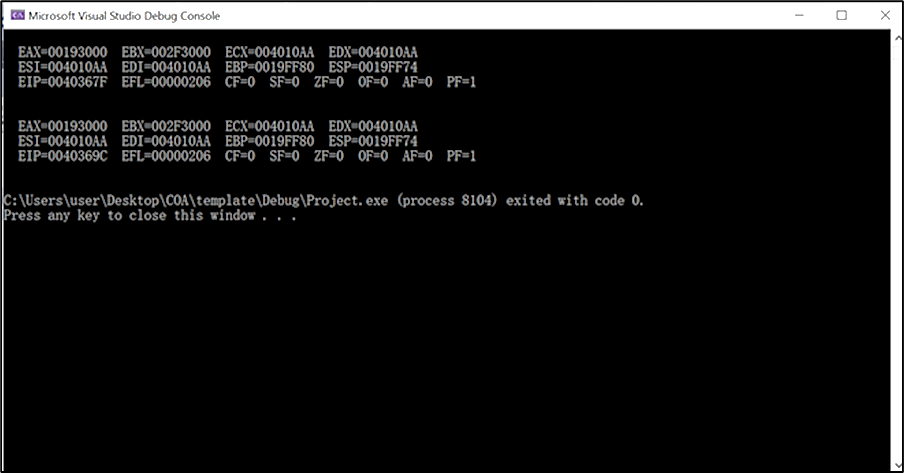 Microsoft Visual Studio Debug Console
EAX=00193000 EBX=002F3000 ECX=004010AA EDX=004010AA
ESI=004010AA EDI=004010AA EBP=0019FF80 ESP=0019FF74
EIP=0040367F EFL=00000206 CF=0 SF=0 ZF=0 OF=0 AF=0 PF=1
EAX=00193000 EBX=002F3000 ECX=004010AA EDX=004010AA
ESI=004010AA EDI=004010AA EBP=0019FF80 ESP=0019FF74
EIP=0040369C EFL=00000206 CF=0 SF=0 ZF=0 OF=0 AF=0 PF=1
C:\Users\user\Desktop\COA\template\Debug\Project.exe (process 8104) exited with code 0.
Press any key to close this window . . .